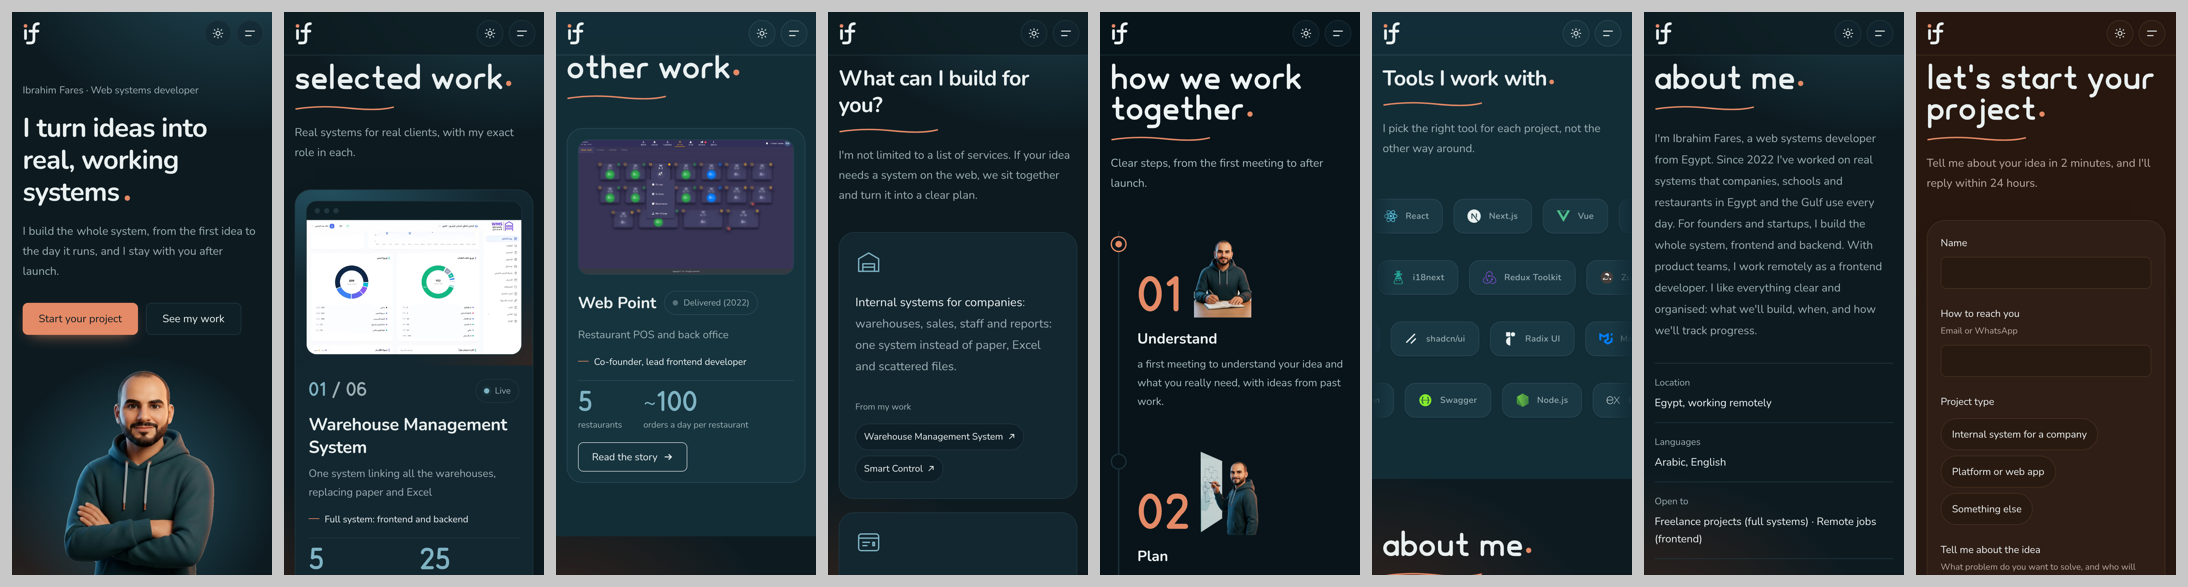 if
Ibrahim Fares · Web systems developer
I turn ideas into
real, working
systems.
I build the whole system, from the first idea to
the day it runs, and I stay with you after
launch.
Start your project
See my work
if
selected work.
Real systems for real clients, with my exact
role in each.
01 / 06
Live
Warehouse Management
System
One system linking all the warehouses,
replacing paper and Excel
Full system: frontend and backend
5
25
if
other work.
Web Point
Delivered (2022)
Restaurant POS and back office
Co-founder, lead frontend developer
5
~100
restaurants
orders a day per restaurant
Read the story →
if
What can I build for
you?
I'm not limited to a list of services. If your idea
needs a system on the web, we sit together
and turn it into a clear plan.
Internal systems for companies:
warehouses, sales, staff and reports:
one system instead of paper, Excel
and scattered files.
From my work
Warehouse Management System ↗
Smart Control ↗
if
how we work
together.
Clear steps, from the first meeting to after
launch.
01
Understand
a first meeting to understand your idea and
what you really need, with ideas from past
work.
02
Plan
if
Tools I work with.
I pick the right tool for each project, not the
other way around.
React
Next.js
Vue
i18next
Redux Toolkit
shadcn/ui
Radix UI
Swagger
Node.js
ex
about me.
if
about me.
I'm Ibrahim Fares, a web systems developer
from Egypt. Since 2022 I've worked on real
systems that companies, schools and
restaurants in Egypt and the Gulf use every
day. For founders and startups, I build the
whole system, frontend and backend. With
product teams, I work remotely as a frontend
developer. I like everything clear and
organised: what we'll build, when, and how
we'll track progress.
Location
Egypt, working remotely
Languages
Arabic, English
Open to
Freelance projects (full systems) · Remote jobs
(frontend)
if
let's start your
project.
Tell me about your idea in 2 minutes, and I'll
reply within 24 hours.
Name
How to reach you
Email or WhatsApp
Project type
Internal system for a company
Platform or web app
Something else
Tell me about the idea
What problem do you want to solve, and who will